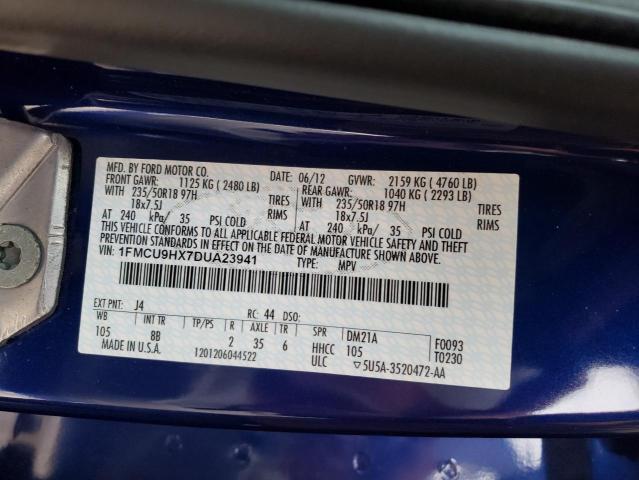 MFD. BY FORD MOTOR CO.
DATE: 06/12 GVWR: 2159 KG ( 4760 LB)
FRONT GAWR: 1125 KG ( 2480 LB) REAR GAWR: 1040 KG ( 2293 LB)
WITH 235/50R18 97H TIRES WITH 235/50R18 97H TIRES
18x7.5J RIMS 18x7.5J RIMS
AT 240 kPa/ 35 PSI COLD AT 240 kPa/ 35 PSI COLD
THIS VEHICLE CONFORMS TO ALL APPLICABLE FEDERAL MOTOR VEHICLE SAFETY AND BUMPER, AND THEFT
PREVENTION STANDARDS IN EFFECT ON THE DATE OF MANUFACTURE SHOWN ABOVE.
VIN: 1FMCU9HX7DUA23941 TYPE: MPV
EXT PNT: J4 RC: 44 DSO:
WB INT TR TP/PS R AXLE TR SPR DM21A F0093
105 8B 2 35 6 HHCC 105 T0230
MADE IN U.S.A. 1201206044522 ULC ▽5U5A-3520472-AA